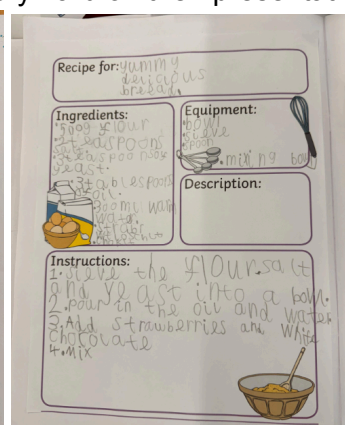 Recipe for: yummy
delicious
bread.
Ingredients:
•500g flour
•1 teaspoons
salt
yeast.
•3 tablespoons
oil.
•300ml warm
water.
Equipment:
•bowl
sieve
spoon
•mixing bowl
Description:
Instructions:
1.sieve the flour.salt
and yeast into a bowl.
2.pour in the oil and water
3.Add strawberries and white
chocolate
4.mix